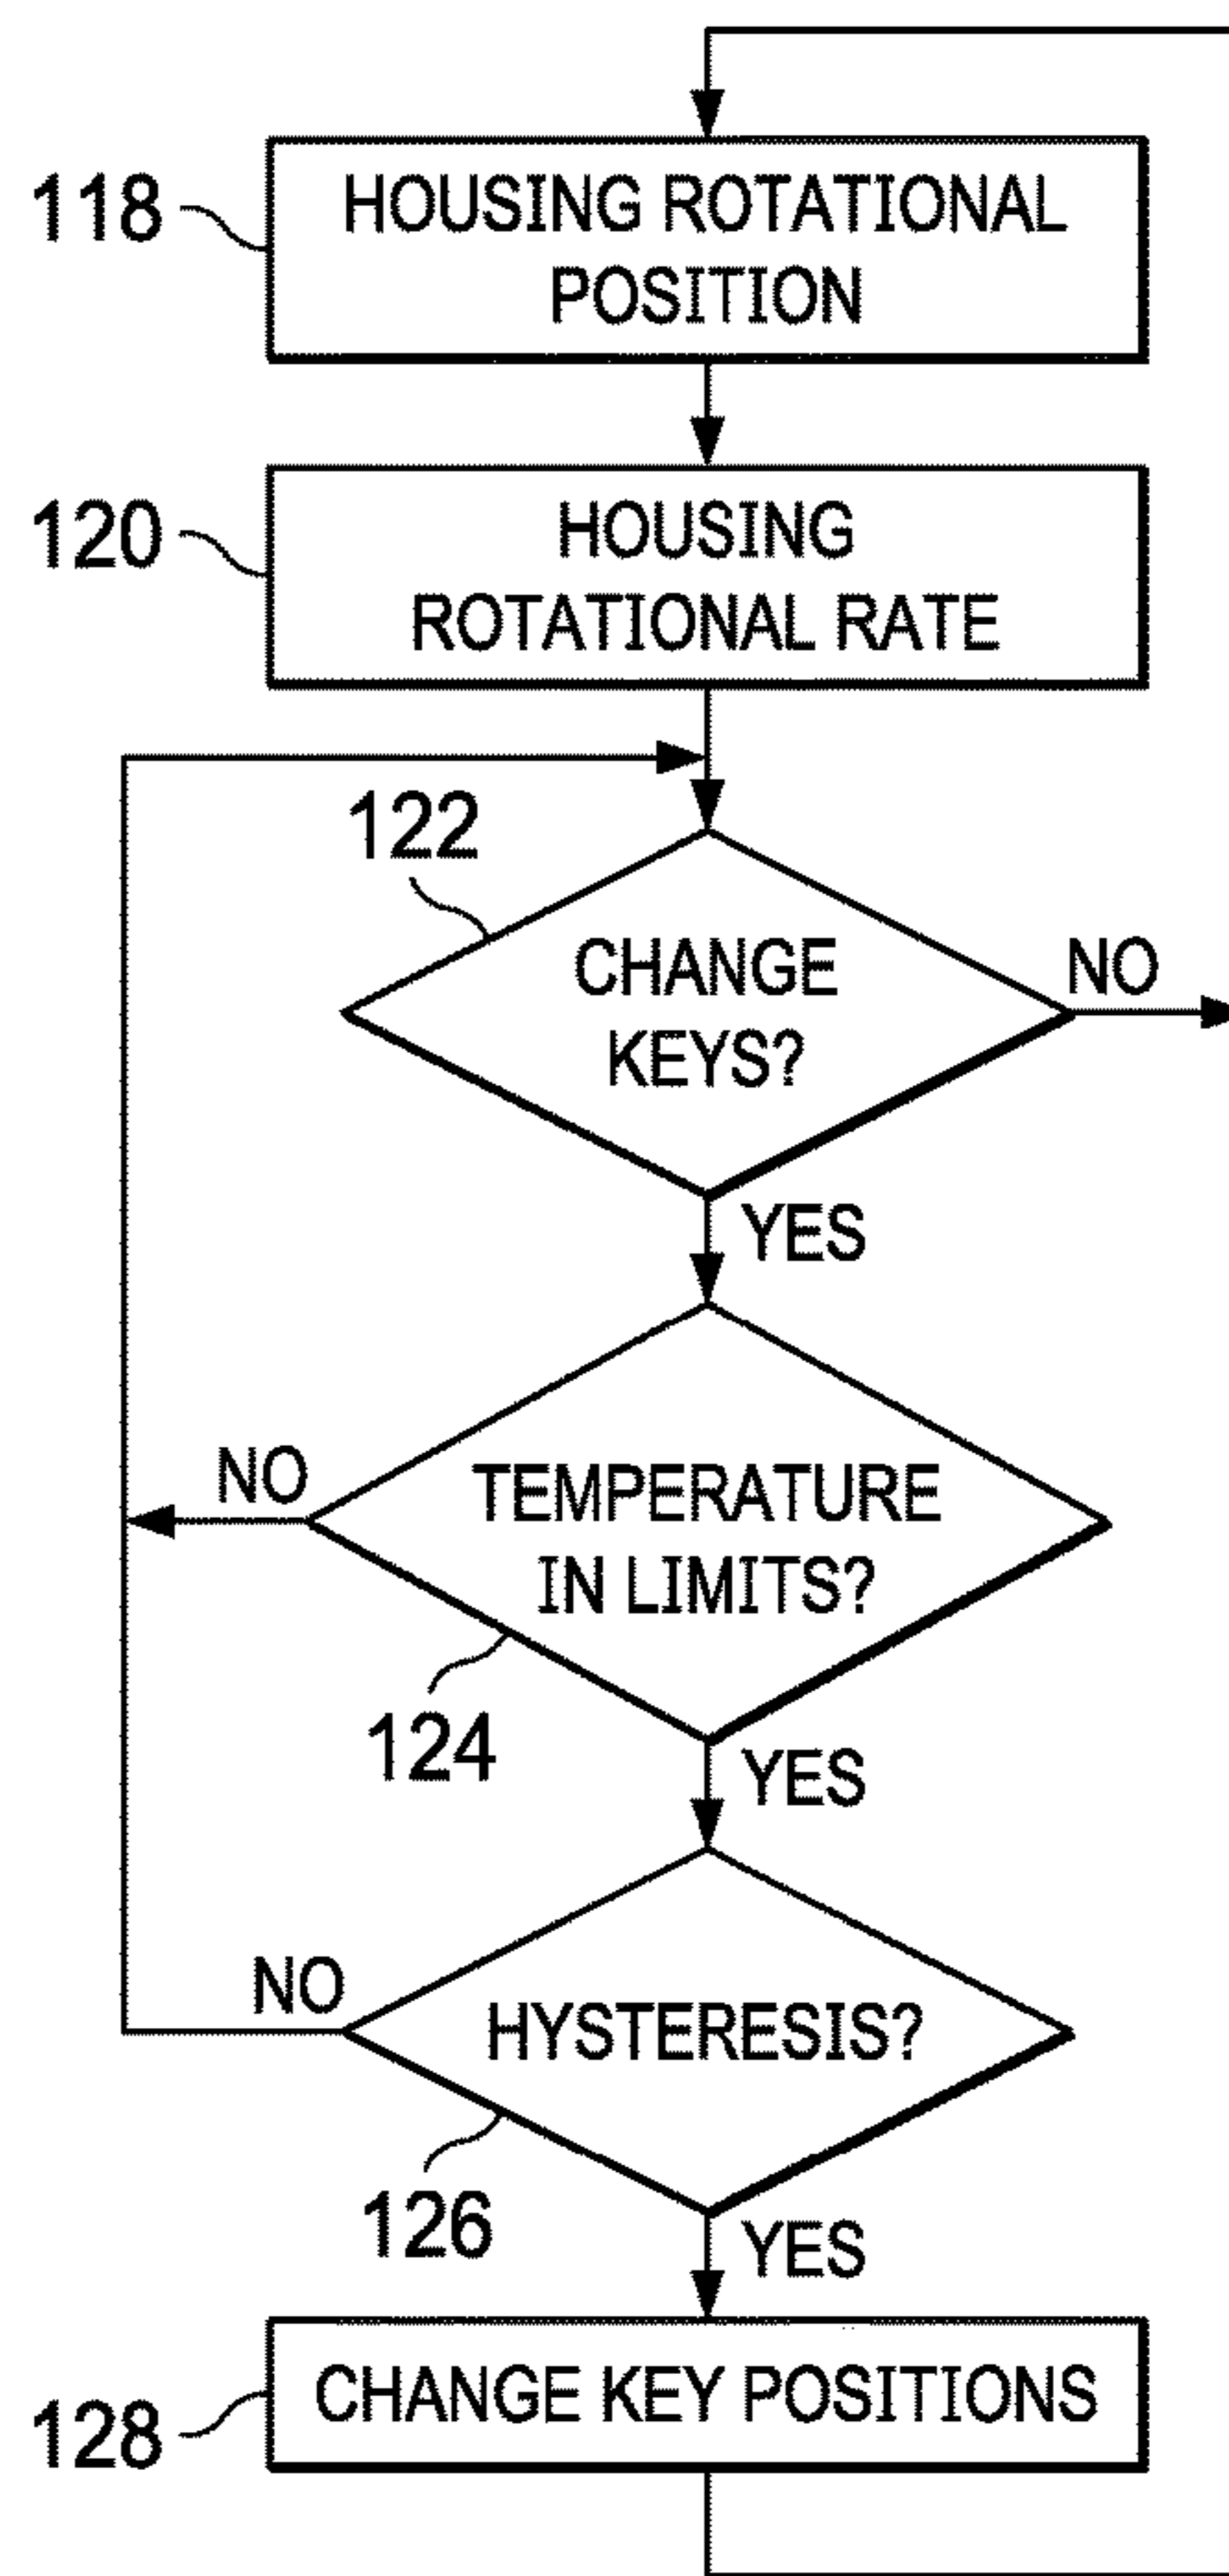 118
HOUSING ROTATIONAL
POSITION
120
HOUSING
ROTATIONAL RATE
122
CHANGE
KEYS?
NO
YES
NO
TEMPERATURE
IN LIMITS?
124
YES
NO
HYSTERESIS?
126
YES
128
CHANGE KEY POSITIONS